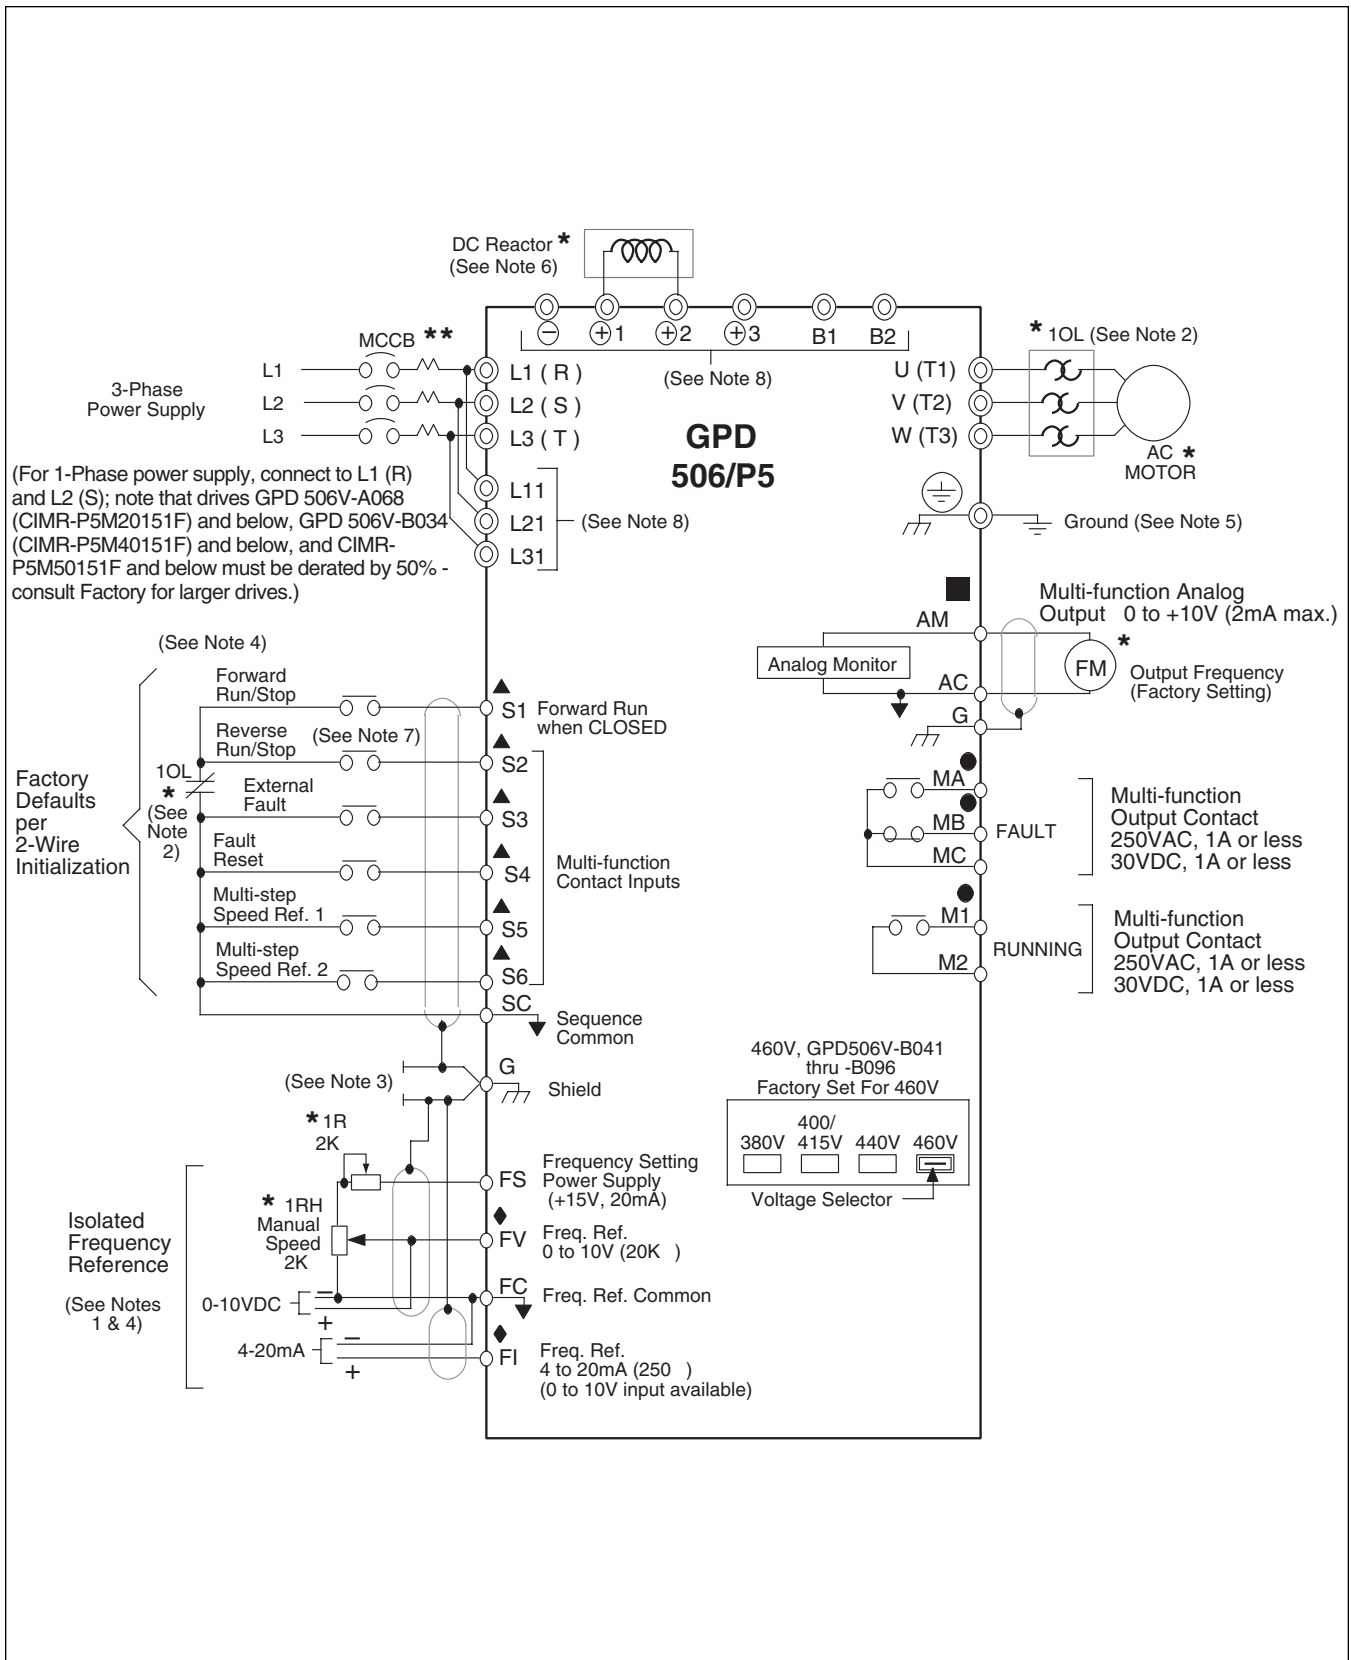 DC Reactor *
(See Note 6)
− +1 +2 +3 B1 B2
(See Note 8)
MCCB **
3-Phase
Power Supply
L1
L2
L3
L1 ( R )
L2 ( S )
L3 ( T )
L11
L21
L31
(See Note 8)
(For 1-Phase power supply, connect to L1 (R)
and L2 (S); note that drives GPD 506V-A068
(CIMR-P5M20151F) and below, GPD 506V-B034
(CIMR-P5M40151F) and below, and CIMR-
P5M50151F and below must be derated by 50% -
consult Factory for larger drives.)
GPD
506/P5
U (T1)
V (T2)
W (T3)
* 1OL (See Note 2)
AC *
MOTOR
Ground (See Note 5)
Multi-function Analog
Output 0 to +10V (2mA max.)
AM
Analog Monitor
AC
G
FM
*
Output Frequency
(Factory Setting)
MA
MB
MC
FAULT
Multi-function
Output Contact
250VAC, 1A or less
30VDC, 1A or less
M1
M2
RUNNING
Multi-function
Output Contact
250VAC, 1A or less
30VDC, 1A or less
(See Note 4)
Factory
Defaults
per
2-Wire
Initialization
1OL
*
(See
Note
2)
Forward
Run/Stop
Reverse
Run/Stop
(See Note 7)
External
Fault
Fault
Reset
Multi-step
Speed Ref. 1
Multi-step
Speed Ref. 2
S1
Forward Run
when CLOSED
S2
S3
S4
S5
S6
Multi-function
Contact Inputs
SC
Sequence
Common
(See Note 3)
G
Shield
460V, GPD506V-B041
thru -B096
Factory Set For 460V
380V
400/
415V
440V
460V
Voltage Selector
Isolated
Frequency
Reference
(See Notes
1 & 4)
* 1R
2K
* 1RH
Manual
Speed
2K
0-10VDC
−
+
4-20mA
−
+
FS
Frequency Setting
Power Supply
(+15V, 20mA)
FV
Freq. Ref.
0 to 10V (20K )
FC
Freq. Ref. Common
FI
Freq. Ref.
4 to 20mA (250 )
(0 to 10V input available)